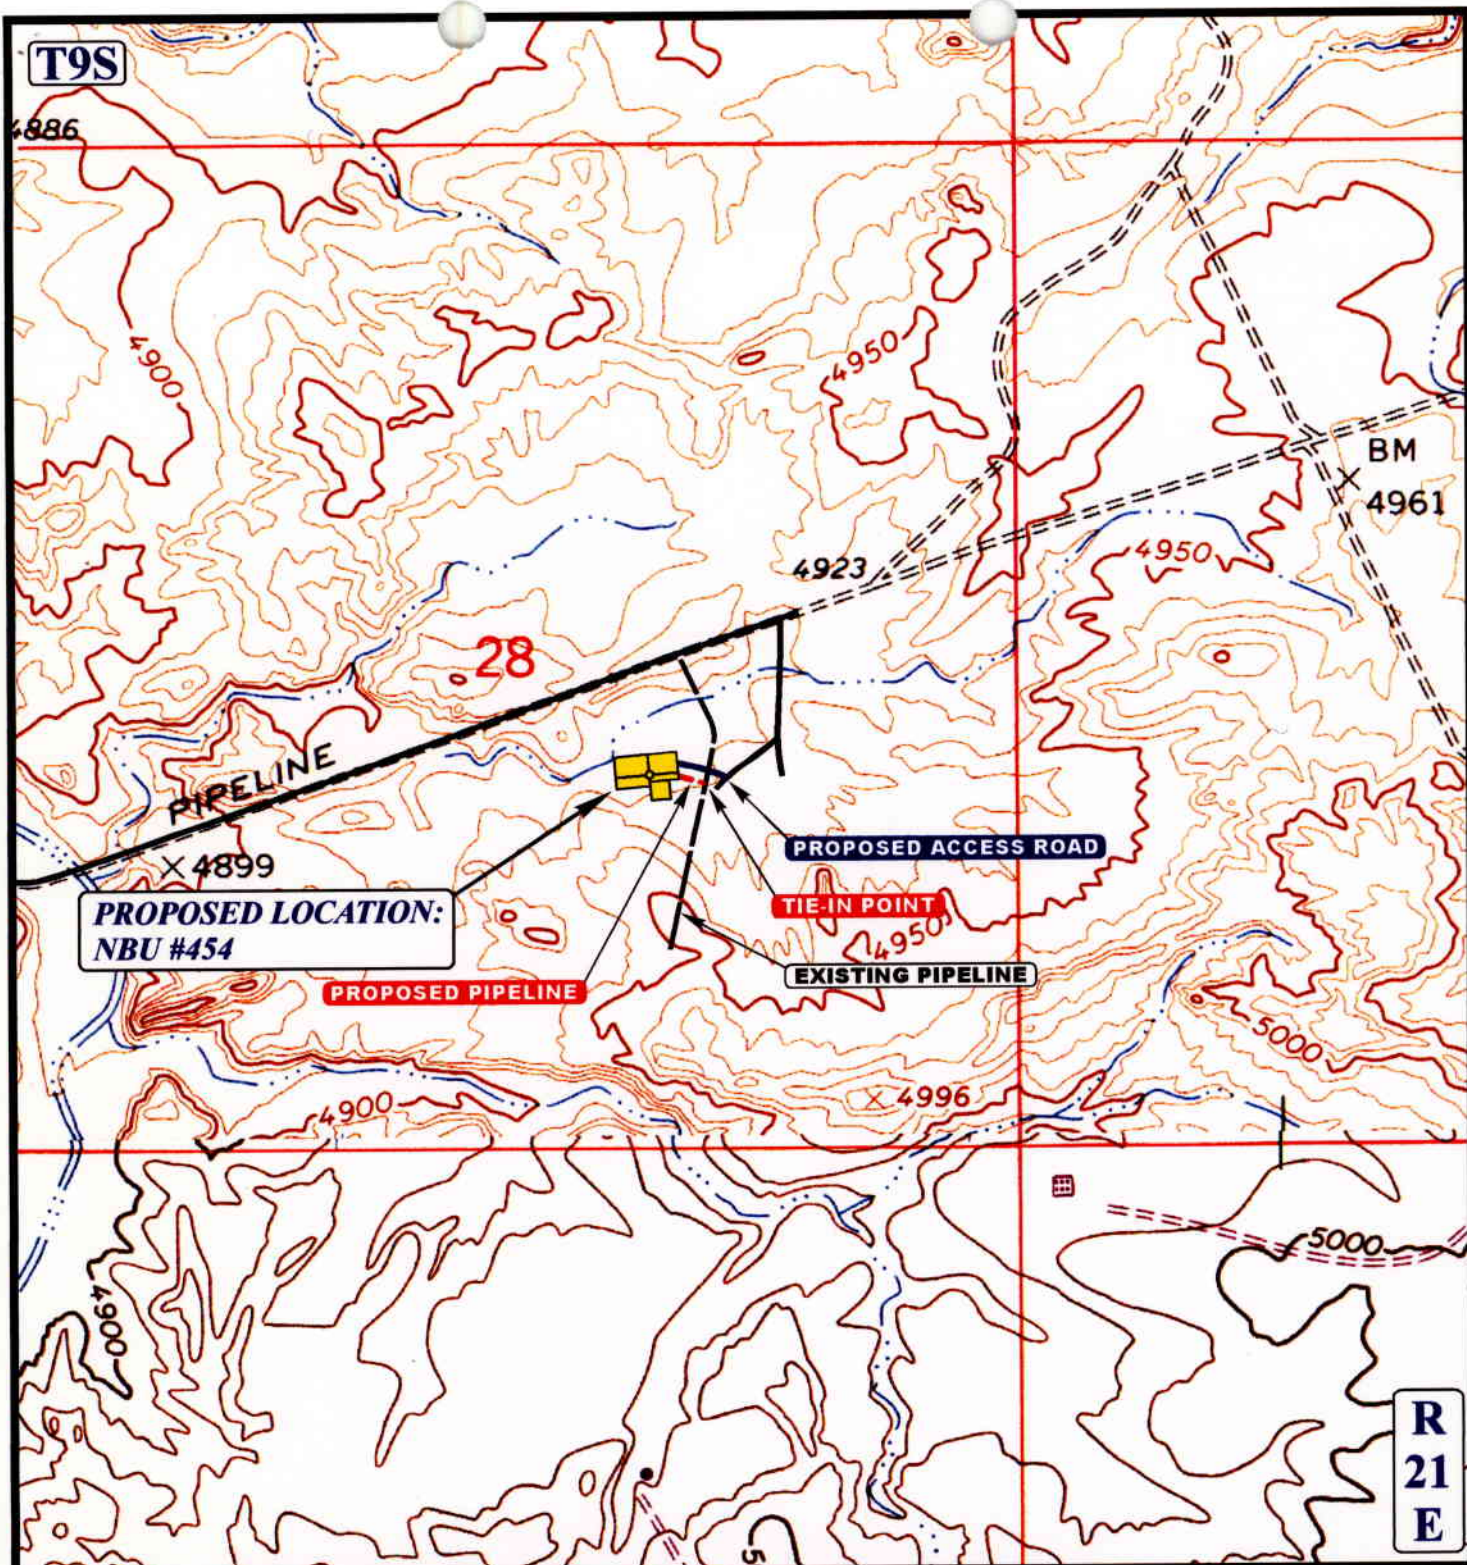 T9S
4886
4900
4950
BM
4961
4923
4950
28
PIPELINE
4899
PROPOSED ACCESS ROAD
PROPOSED LOCATION:
NBU #454
TIE-IN POINT
4950
EXISTING PIPELINE
PROPOSED PIPELINE
5000
4996
4900
5000
4900
R
21
E
5